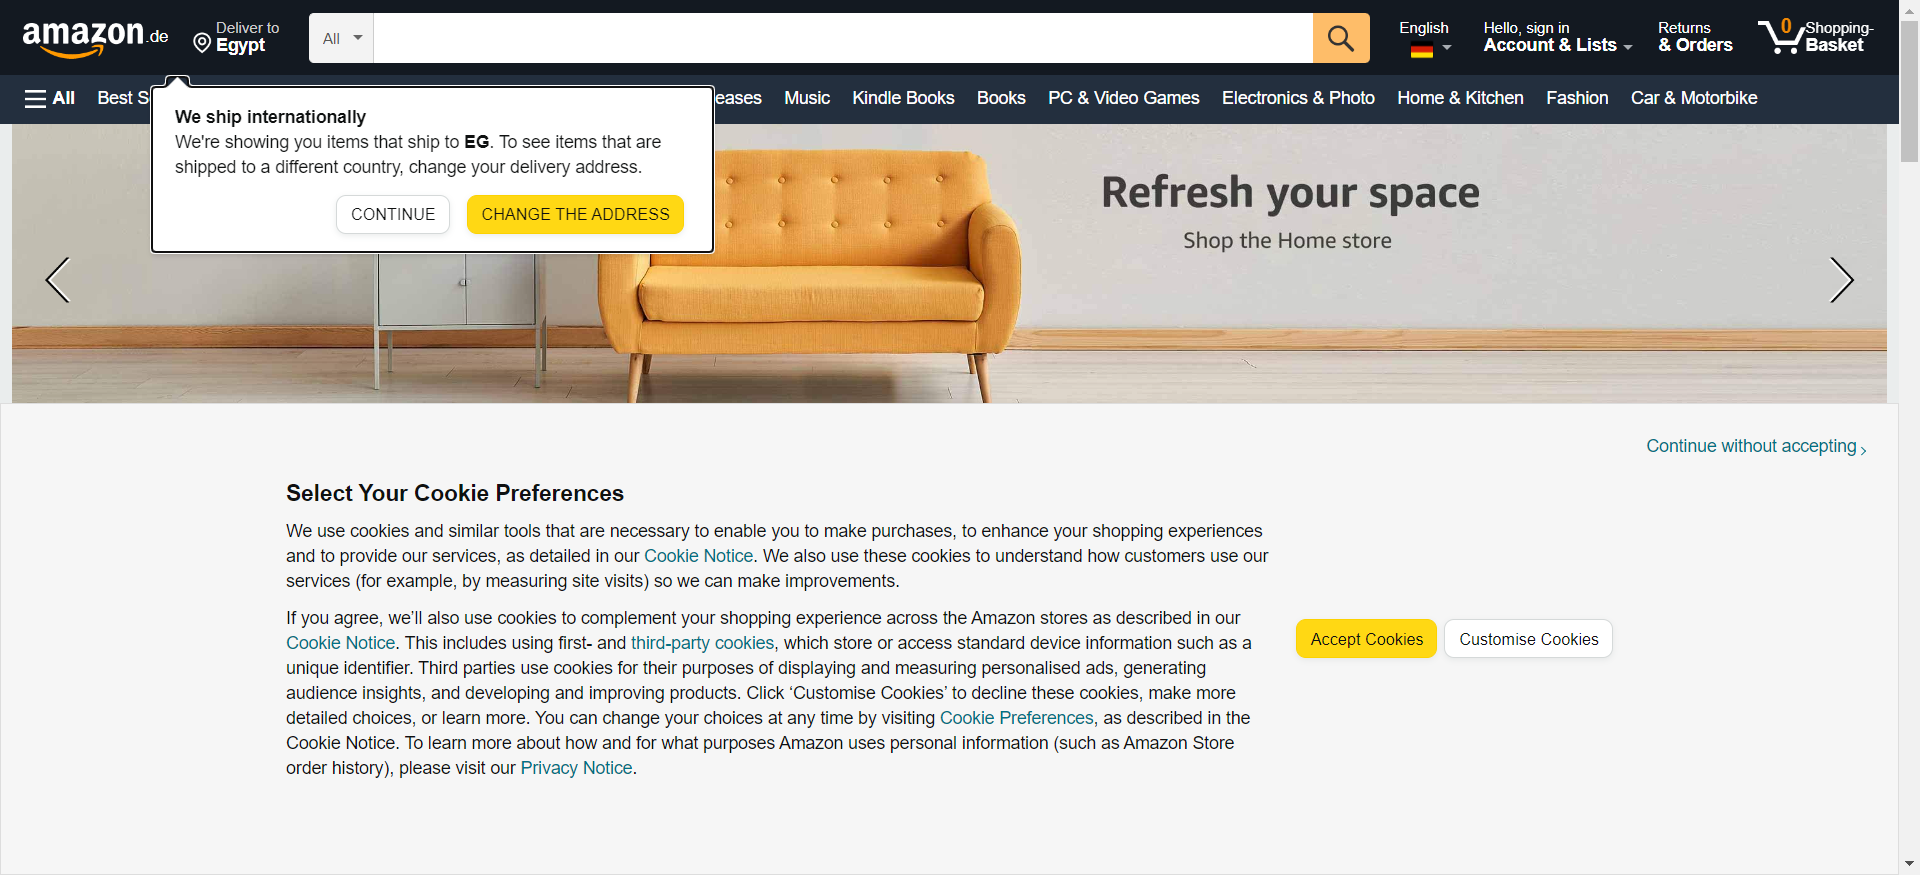 amazon.de
Deliver to
Egypt
All
English
Hello, sign in
Account & Lists
Returns
& Orders
0
Shopping-
Basket
All
Best S
eases
Music
Kindle Books
Books
PC & Video Games
Electronics & Photo
Home & Kitchen
Fashion
Car & Motorbike
We ship internationally
We're showing you items that ship to EG. To see items that are
shipped to a different country, change your delivery address.
CONTINUE
CHANGE THE ADDRESS
Refresh your space
Shop the Home store
Continue without accepting
Select Your Cookie Preferences
We use cookies and similar tools that are necessary to enable you to make purchases, to enhance your shopping experiences
and to provide our services, as detailed in our Cookie Notice. We also use these cookies to understand how customers use our
services (for example, by measuring site visits) so we can make improvements.
If you agree, we’ll also use cookies to complement your shopping experience across the Amazon stores as described in our
Cookie Notice. This includes using first- and third-party cookies, which store or access standard device information such as a
unique identifier. Third parties use cookies for their purposes of displaying and measuring personalised ads, generating
audience insights, and developing and improving products. Click ‘Customise Cookies’ to decline these cookies, make more
detailed choices, or learn more. You can change your choices at any time by visiting Cookie Preferences, as described in the
Cookie Notice. To learn more about how and for what purposes Amazon uses personal information (such as Amazon Store
order history), please visit our Privacy Notice.
Accept Cookies
Customise Cookies